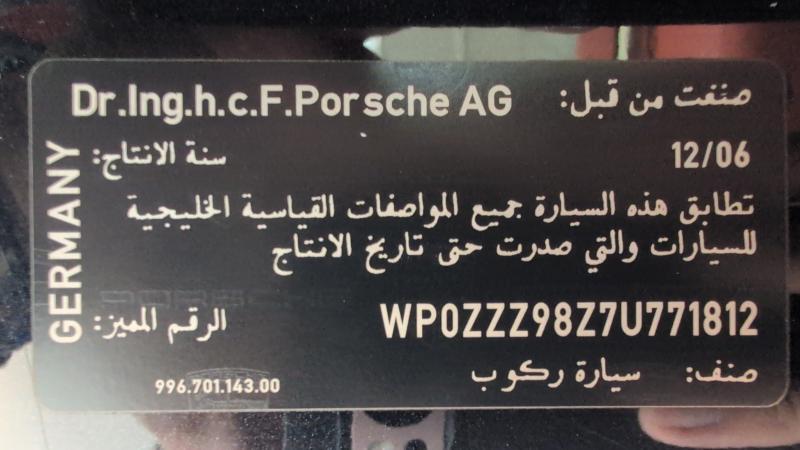 صنعت من قبل: Dr.Ing.h.c.F.Porsche AG
سنة الانتاج: 12/06
تطابق هذه السيارة جميع المواصفات القياسية الخليجية
للسيارات والتي صدرت حتى تاريخ الانتاج
الرقم المميز: WP0ZZZ98Z7U771812
صنف: سيارة ركوب
996.701.143.00
GERMANY